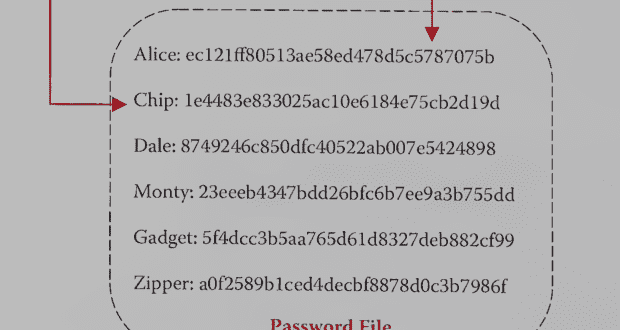 Alice: ec121ff80513ae58ed478d5c5787075b
Chip: 1e4483e833025ac10e6184e75cb2d19d
Dale: 8749246c850dfc40522ab007e5424898
Monty: 23eeeb4347bdd26bfc6b7ee9a3b755dd
Gadget: 5f4dcc3b5aa765d61d8327deb882cf99
Zipper: a0f2589b1ced4decbf8878d0c3b7986f
Password File